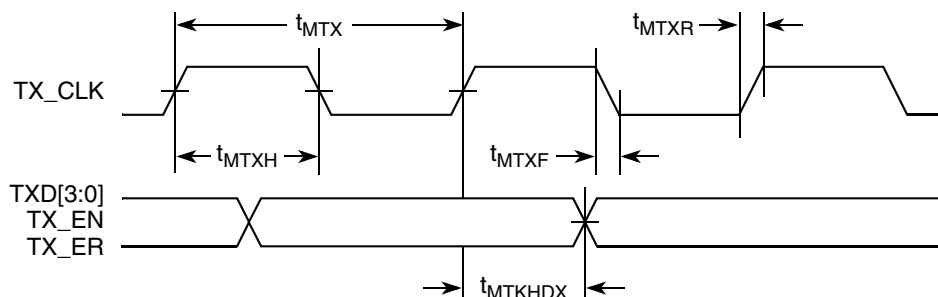 tMTX
tMTXR
TX_CLK
tMTXH
tMTXF
TXD[3:0]
TX_EN
TX_ER
tMTKHDX